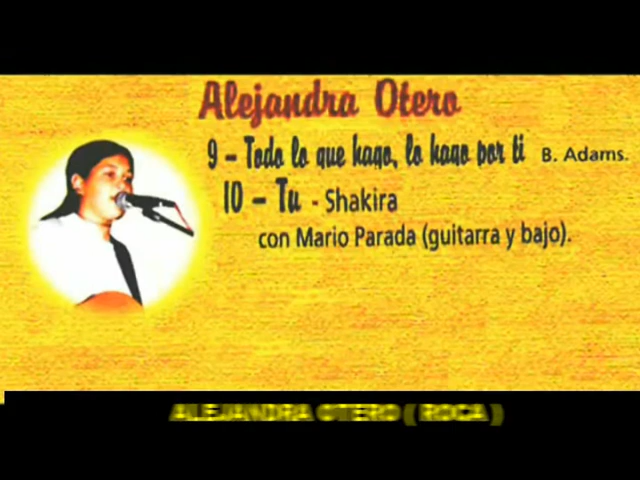 Alejandra Otero
9 - Todo lo que hago, lo hago por ti B. Adams.
10 - Tu - Shakira
con Mario Parada (guitarra y bajo).
ALEJANDRA OTERO ( ROCA )